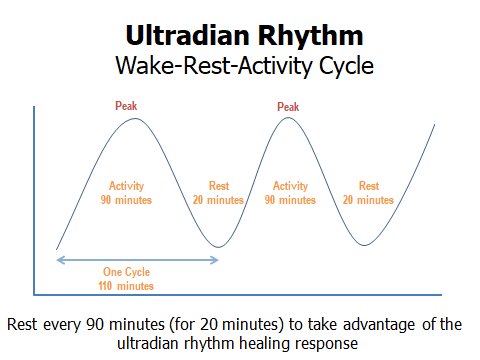 Ultradian Rhythm
Wake-Rest-Activity Cycle
Peak
Peak
Activity
90 minutes
Rest
20 minutes
Activity
90 minutes
Rest
20 minutes
One Cycle
110 minutes
Rest every 90 minutes (for 20 minutes) to take advantage of the
ultradian rhythm healing response